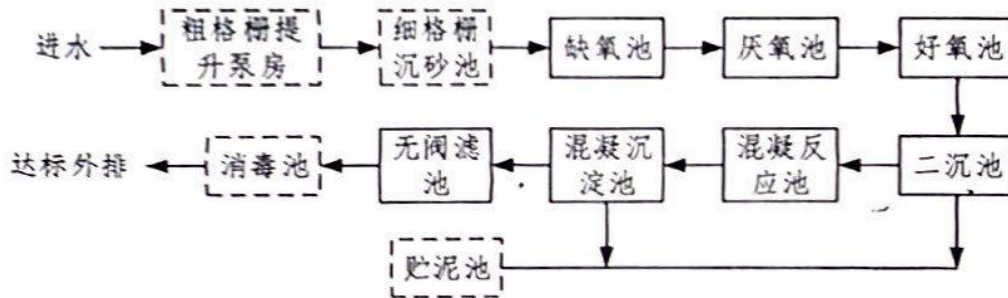 进水
粗格栅提
升泵房
细格栅
沉砂池
缺氧池
厌氧池
好氧池
达标外排
消毒池
无阀滤
池
混凝沉
淀池
混凝反
应池
二沉池
贮泥池